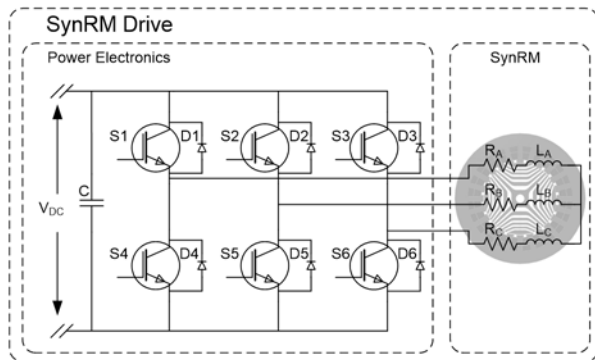 SynRM Drive
Power Electronics
SynRM
S1 D1 S2 D2 S3 D3
R_A L_A
C
V_DC
R_B L_B
R_C L_C
S4 D4 S5 D5 S6 D6